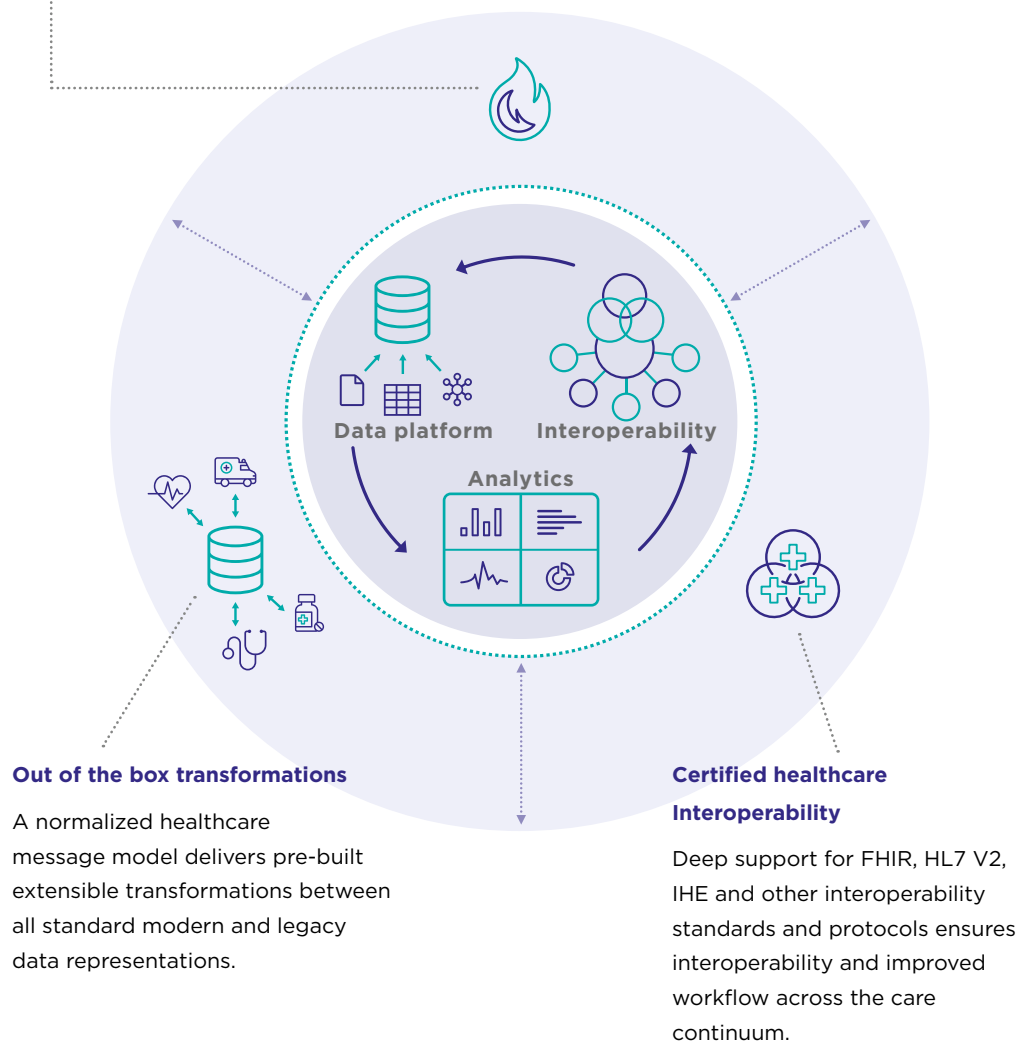 Data platform
Interoperability
Analytics
Out of the box transformations
A normalized healthcare
message model delivers pre-built
extensible transformations between
all standard modern and legacy
data representations.
Certified healthcare
Interoperability
Deep support for FHIR, HL7 V2,
IHE and other interoperability
standards and protocols ensures
interoperability and improved
workflow across the care
continuum.